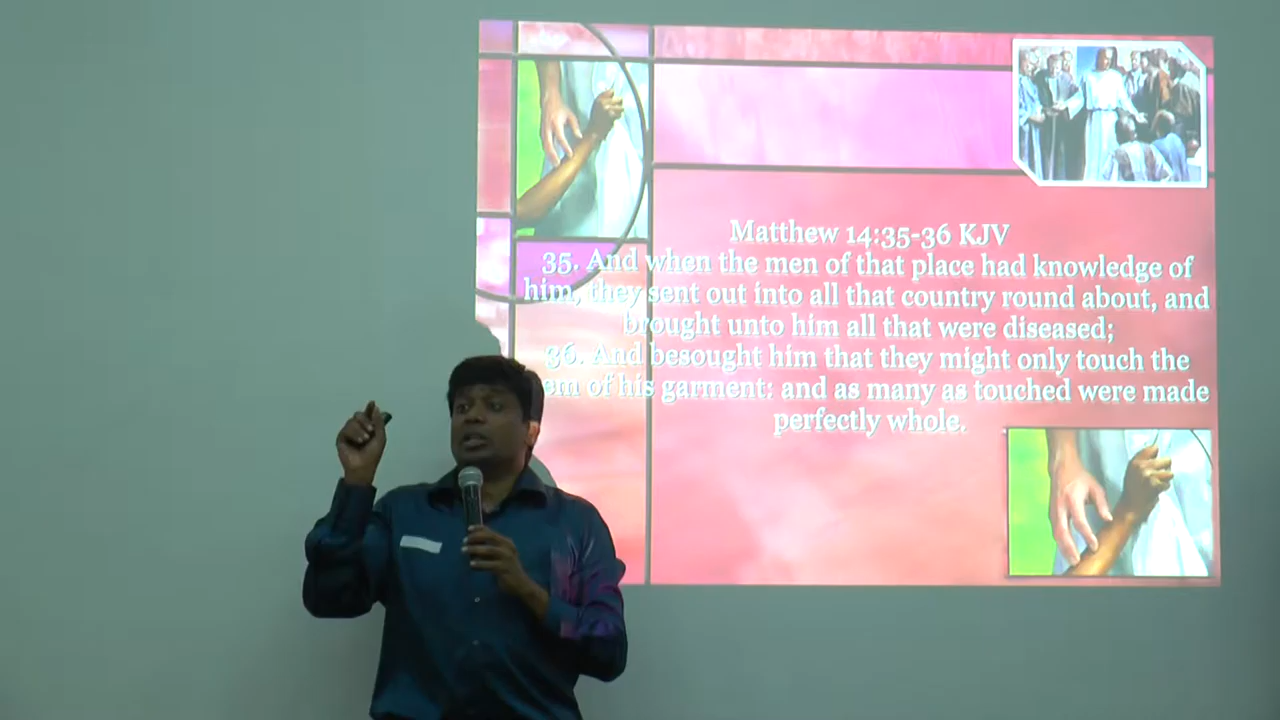 Matthew 14:35-36 KJV
35. And when the men of that place had knowledge of
him, they sent out into all that country round about, and
brought unto him all that were diseased;
36. And besought him that they might only touch the
em of his garment; and as many as touched were made
perfectly whole.